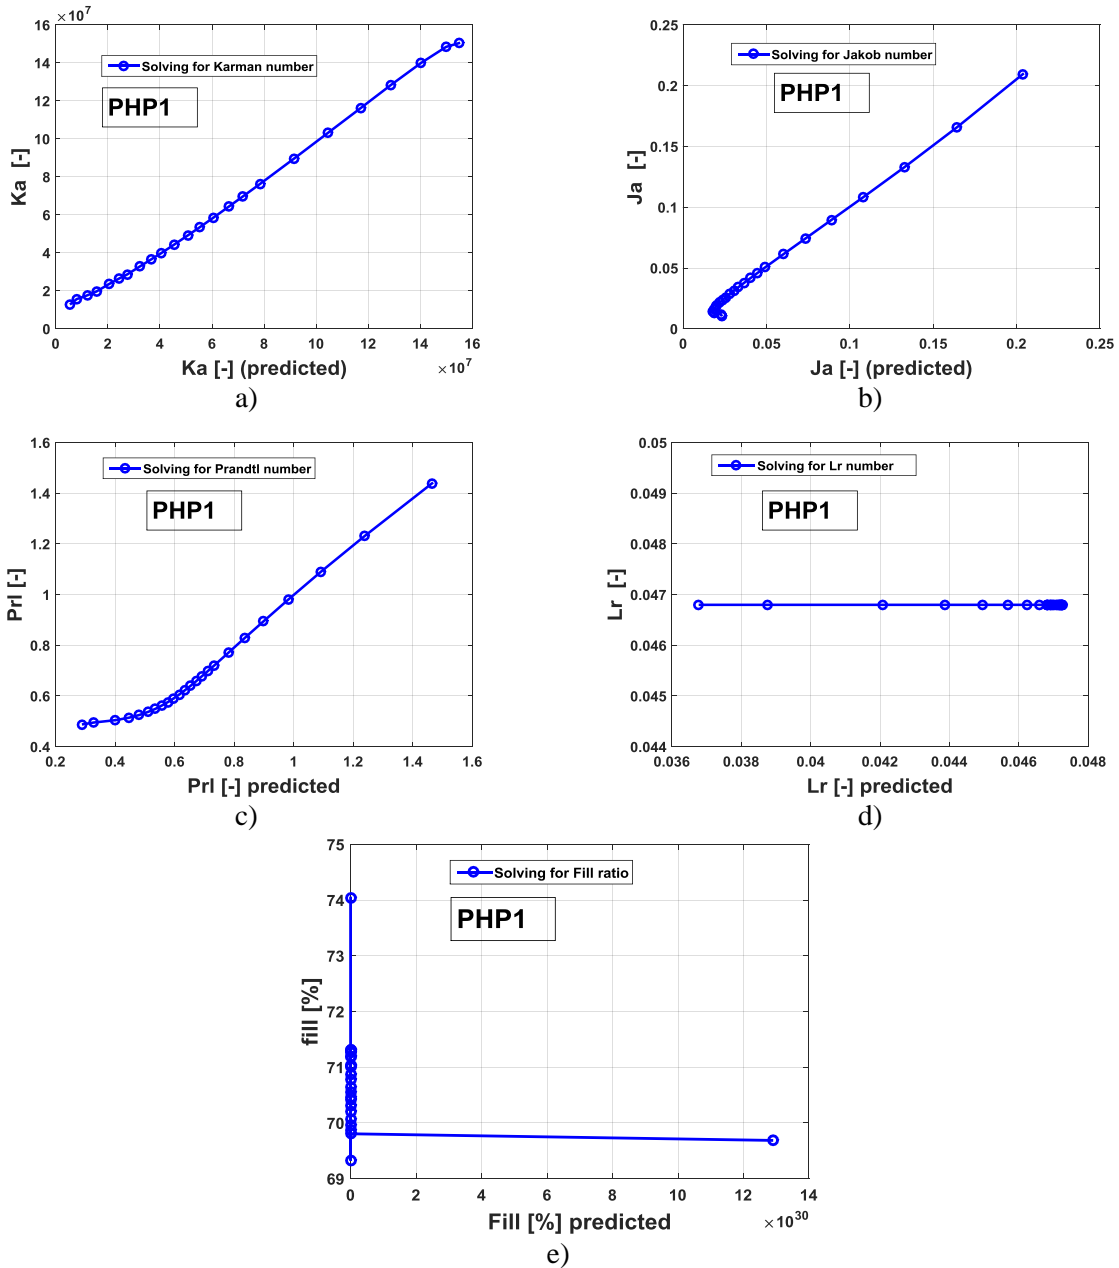 ×10⁷
16
14
12
10
8
6
4
2
0
Ka [-]
Solving for Karman number
PHP1
0 2 4 6 8 10 12 14 16
Ka [-] (predicted)
×10⁷
a)
0.25
0.2
0.15
0.1
0.05
0
Ja [-]
Solving for Jakob number
PHP1
0 0.05 0.1 0.15 0.2 0.25
Ja [-] (predicted)
b)
1.6
1.4
1.2
1
0.8
0.6
0.4
Prl [-]
Solving for Prandtl number
PHP1
0.2 0.4 0.6 0.8 1 1.2 1.4 1.6
Prl [-] predicted
c)
0.05
0.049
0.048
0.047
0.046
0.045
0.044
Lr [-]
Solving for Lr number
PHP1
0.036 0.038 0.04 0.042 0.044 0.046 0.048
Lr [-] predicted
d)
75
74
73
72
71
70
69
fill [%]
Solving for Fill ratio
PHP1
0 2 4 6 8 10 12 14
Fill [%] predicted
×10³⁰
e)